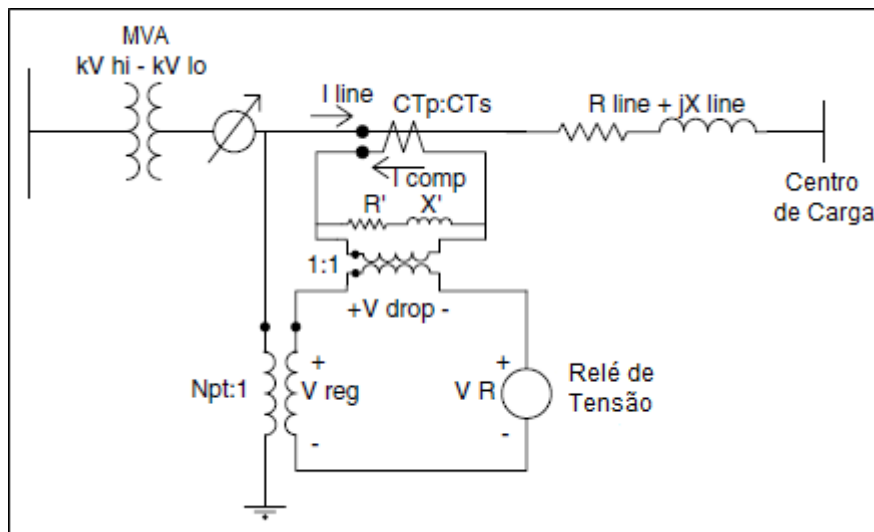 MVA
kV hi - kV lo
I line
CTp:CTs
R line + jX line
I comp
R'
X'
Centro
de Carga
1:1
+V drop -
Npt:1
+
V reg
-
+
V R
-
Relé de
Tensão